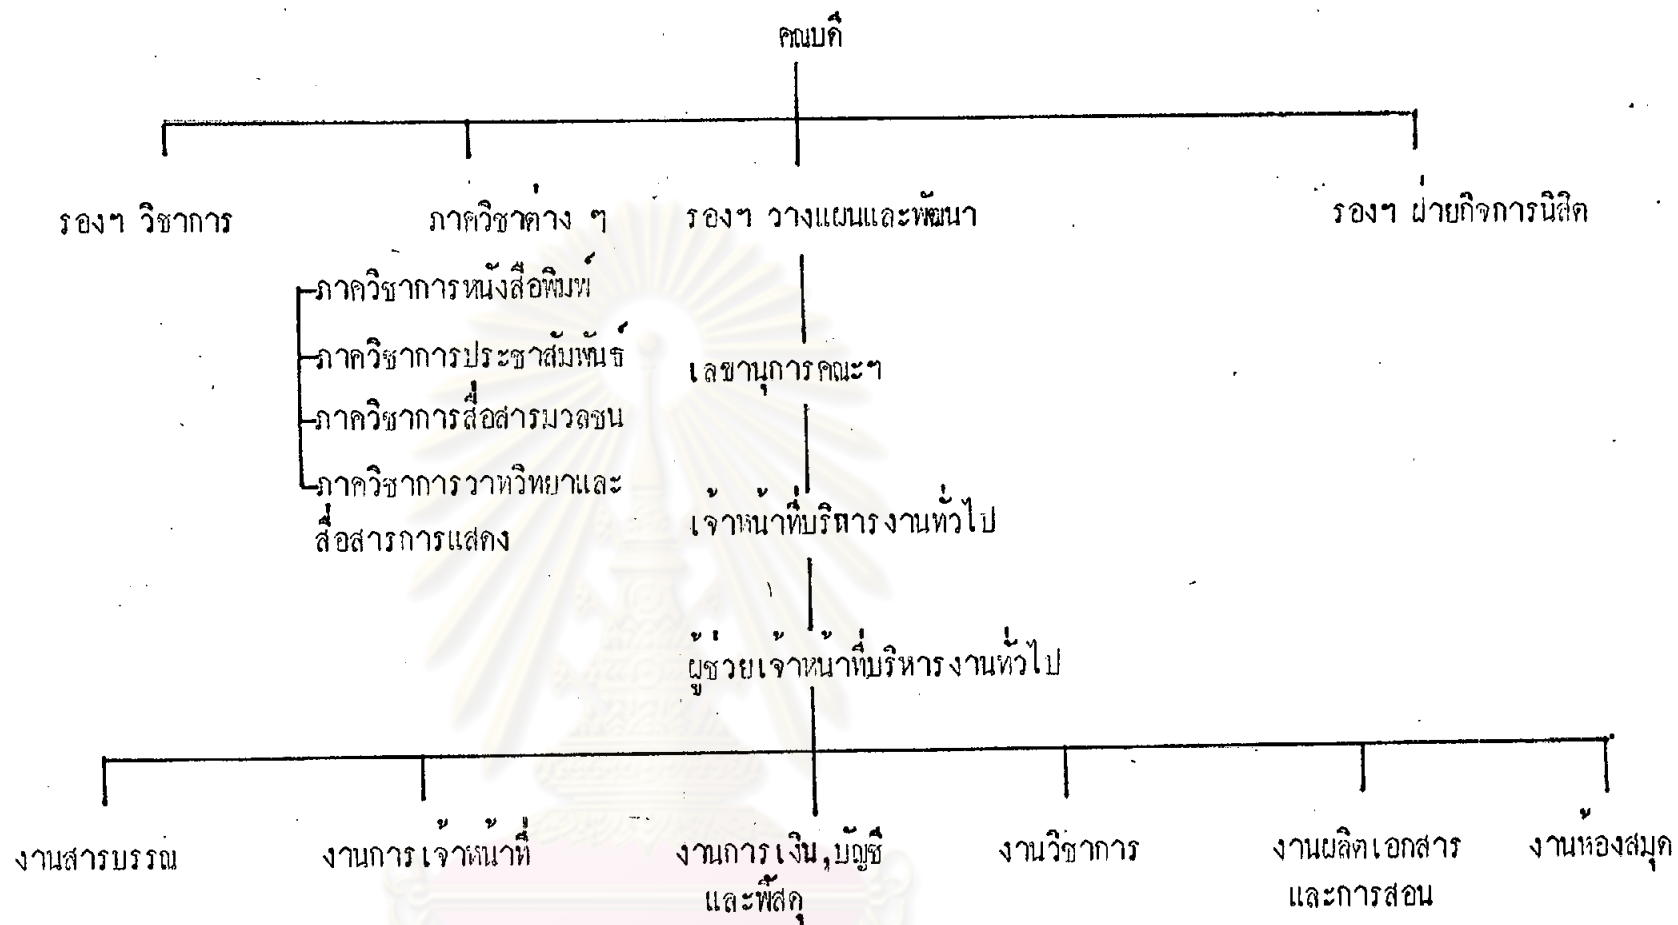 คณบดี
รองฯ วิชาการ
ภาควิชาต่าง ๆ
รองฯ วางแผนและพัฒนา
รองฯ ฝ่ายกิจการนิสิต
ภาควิชาการหนังสือพิมพ์
ภาควิชาการประชาสัมพันธ์
ภาควิชาการสื่อสารมวลชน
ภาควิชาการวาทวิทยาและ
สื่อสารการแสดง
เลขานุการคณะฯ
เจ้าหน้าที่บริหารงานทั่วไป
ผู้ช่วยเจ้าหน้าที่บริหารงานทั่วไป
งานสารบรรณ
งานการเจ้าหน้าที่
งานการเงิน,บัญชี
และพัสดุ
งานวิชาการ
งานผลิตเอกสาร
และการสอน
งานห้องสมุด